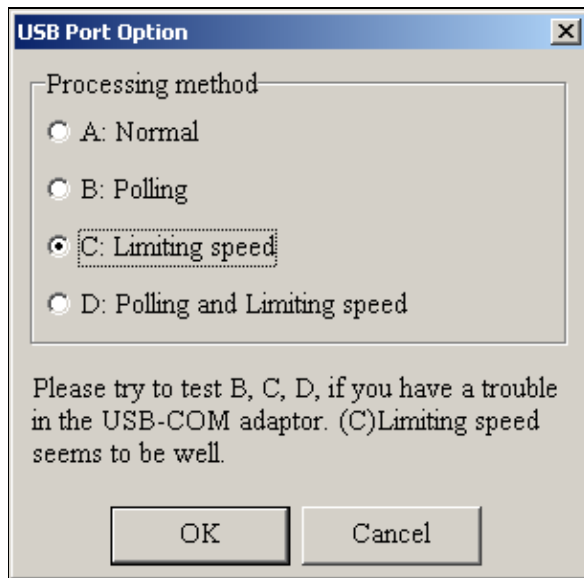 USB Port Option
Processing method
A: Normal
B: Polling
C: Limiting speed
D: Polling and Limiting speed
Please try to test B, C, D, if you have a trouble
in the USB-COM adaptor. (C)Limiting speed
seems to be well.
OK Cancel